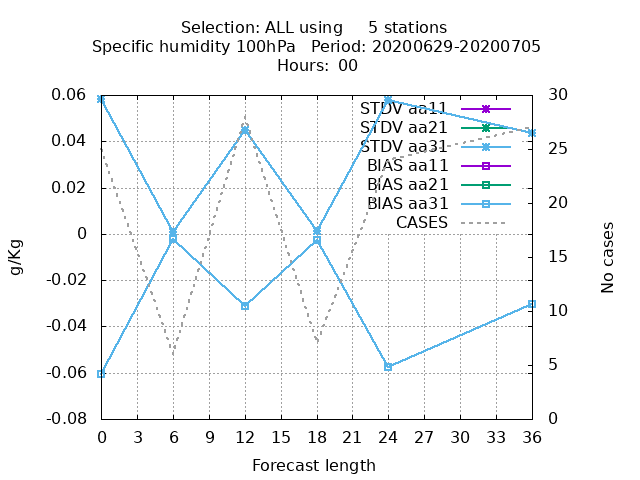 Selection: ALL using     5 stations
Specific humidity 100hPa   Period: 20200629-20200705
Hours: 00
0.06
0.04
0.02
0
-0.02
-0.04
-0.06
-0.08
g/Kg
STDV aa11
STDV aa21
STDV aa31
BIAS aa11
BIAS aa21
BIAS aa31
CASES
30
25
20
15
10
5
0
No cases
0 3 6 9 12 15 18 21 24 27 30 33 36
Forecast length